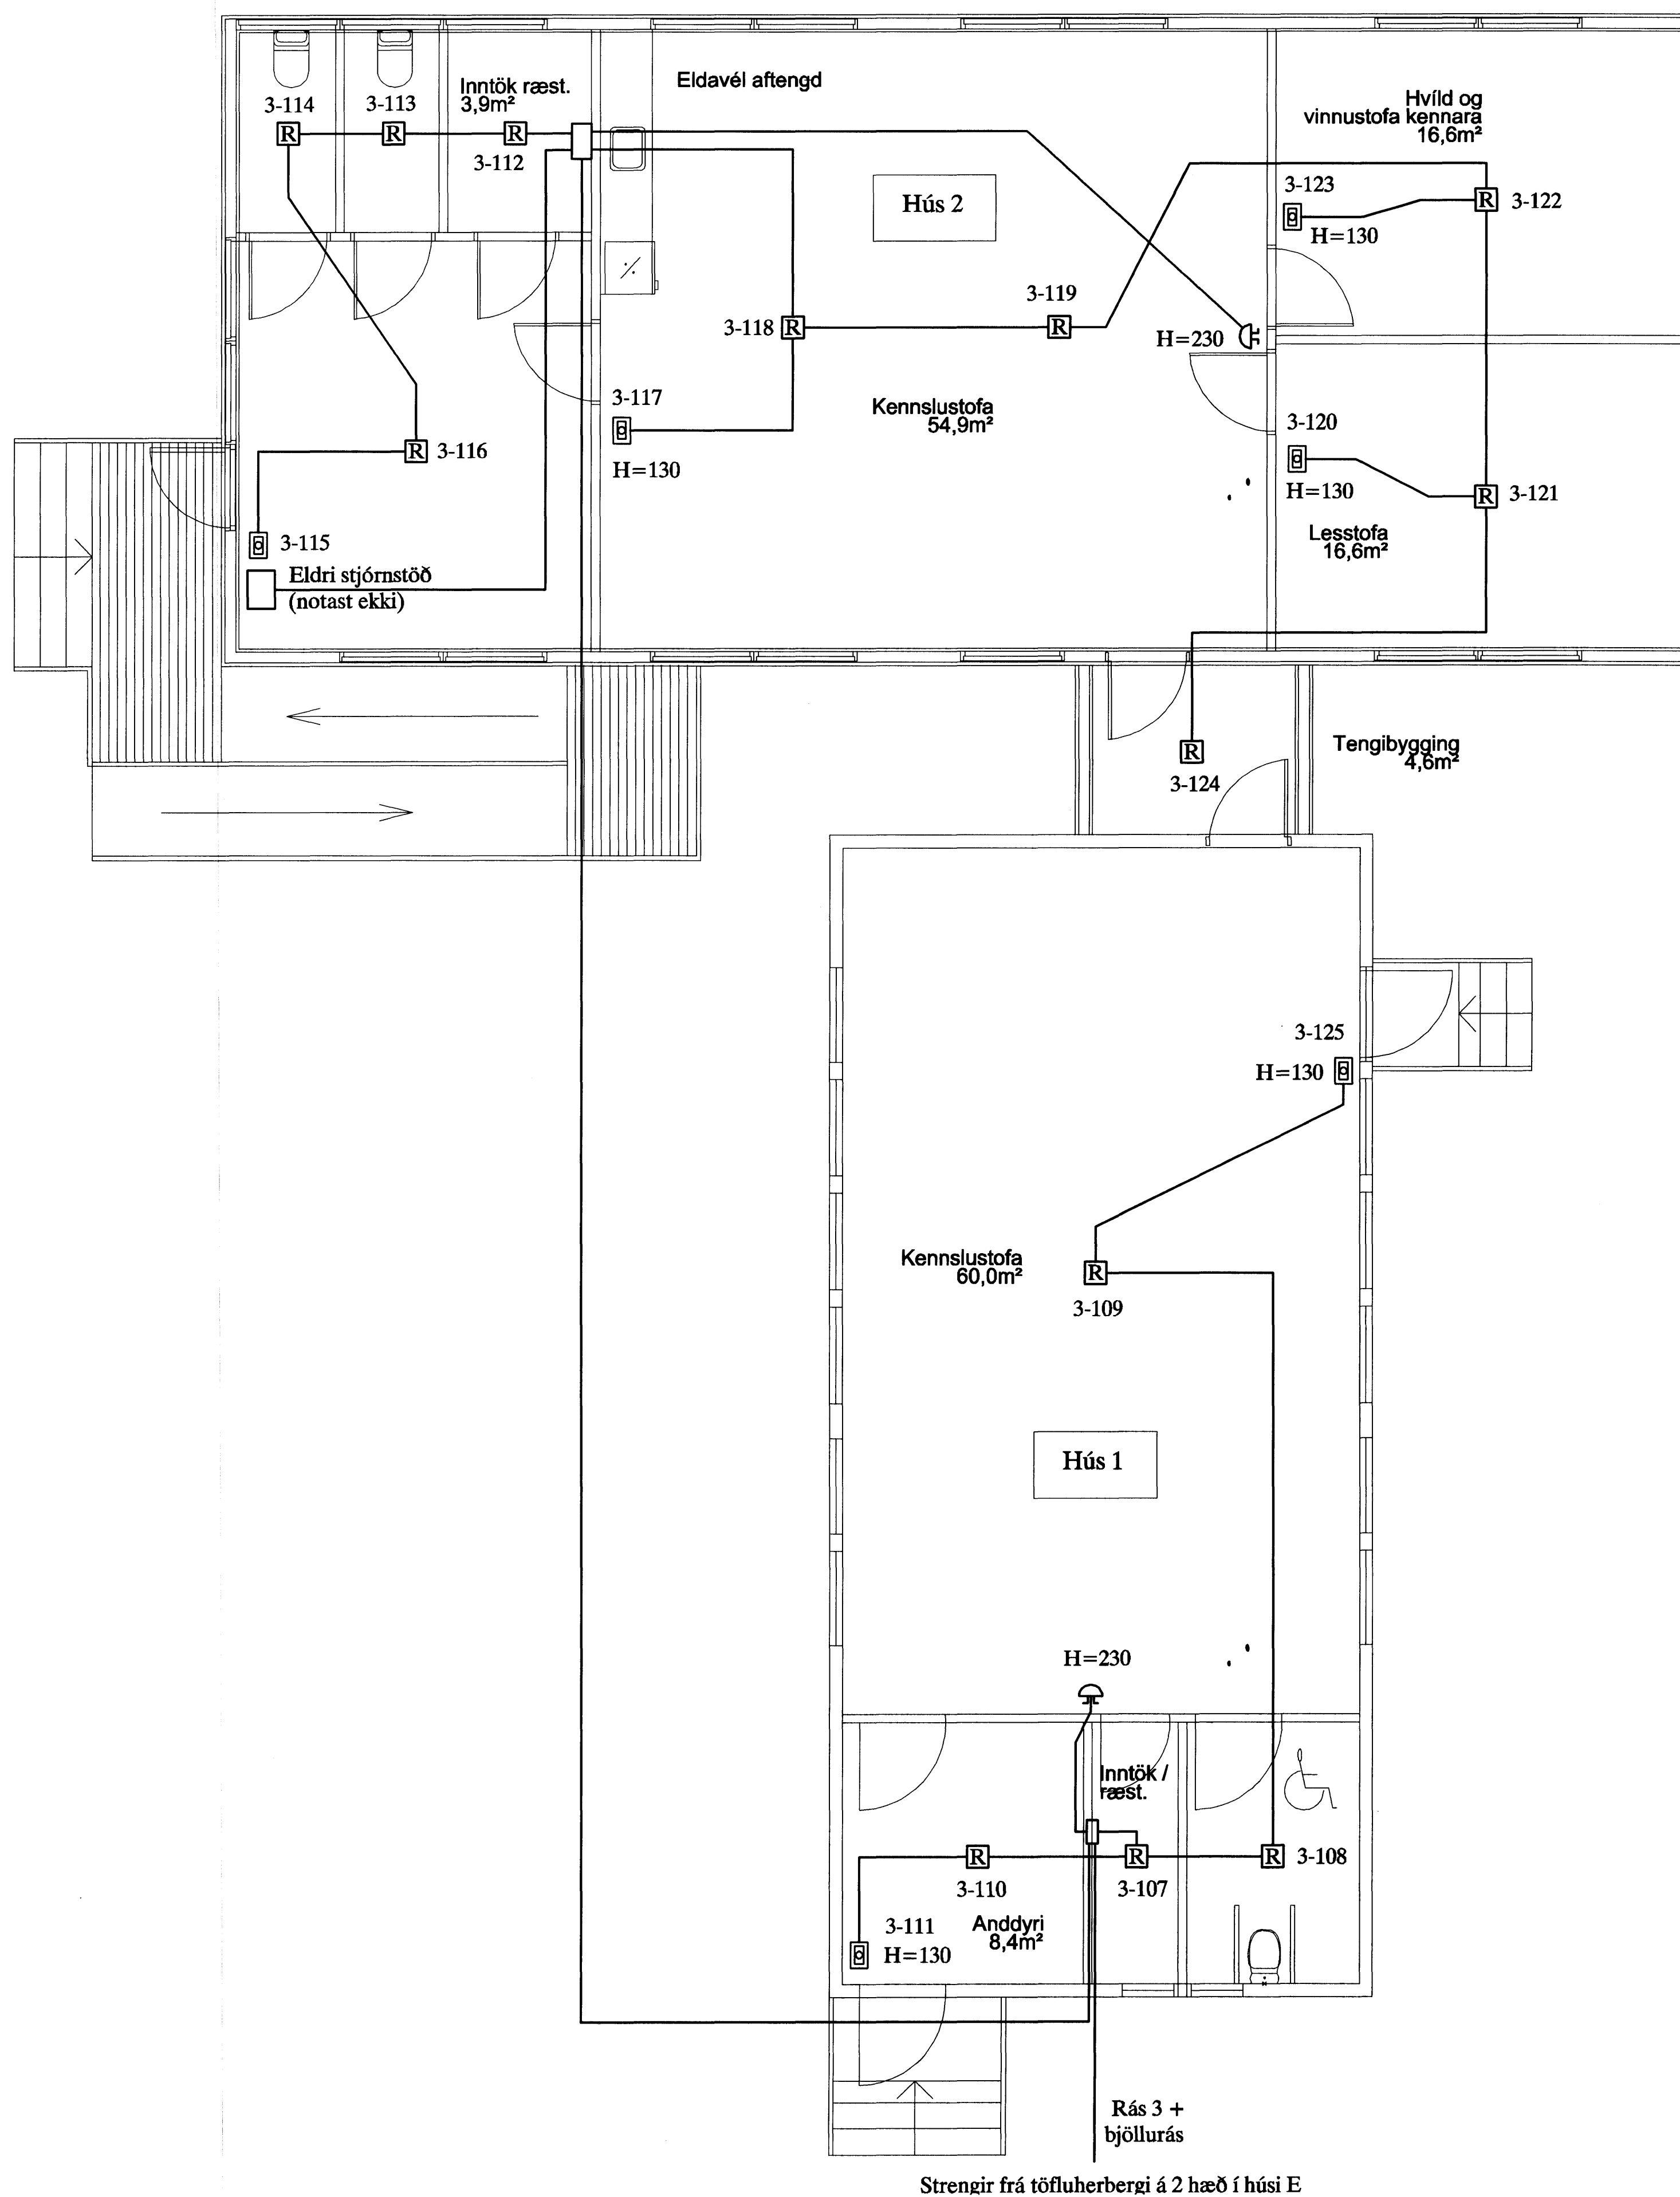 Eldavél aftengd
Inntök ræst.
3,9m²
Hvíld og
vinnustofa kennara
16,6m²
3-114
3-113
R
R
R
3-112
3-123
R
3-122
H=130
Hús 2
3-119
3-118
R
R
H=230
3-117
Kennslustofa
54,9m²
H=130
3-120
R
3-116
H=130
R
3-121
Lesstofa
16,6m²
3-115
Eldri stjórnstöð
(notast ekki)
R
3-124
Tengibygging
4,6m²
3-125
H=130
Kennslustofa
60,0m²
R
3-109
Hús 1
H=230
Inntök /
ræst.
R
R
R
3-108
3-110
3-107
3-111
H=130
Anddyri
8,4m²
Rás 3 +
bjöllurás
Strengir frá töfluherbergi á 2 hæð í húsi E